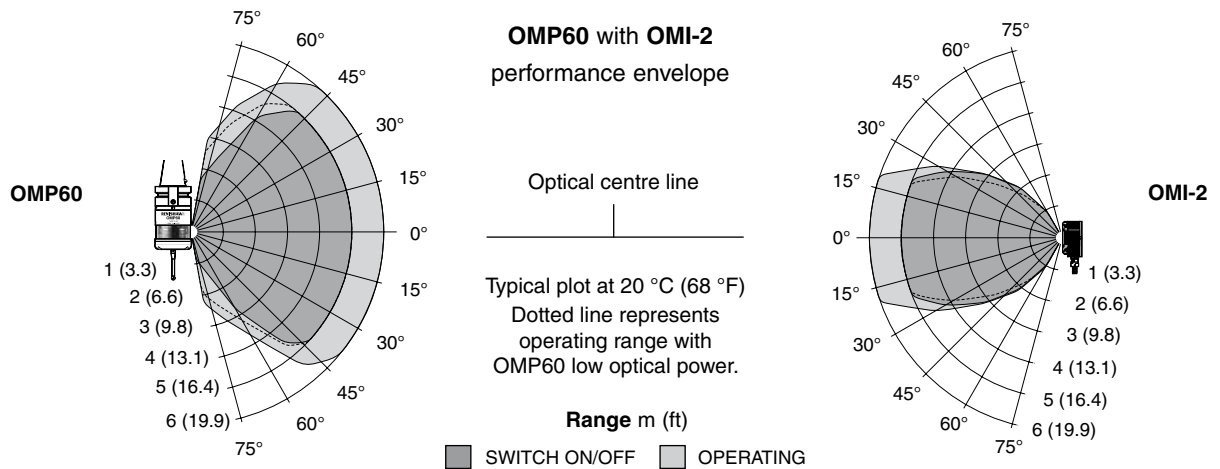 OMP60 with OMI-2
performance envelope
OMP60
75°
60°
45°
30°
15°
0°
15°
30°
45°
60°
75°
RENISHAW
OMP60
1 (3.3)
2 (6.6)
3 (9.8)
4 (13.1)
5 (16.4)
6 (19.9)
Optical centre line
Typical plot at 20 °C (68 °F)
Dotted line represents
operating range with
OMP60 low optical power.
Range m (ft)
SWITCH ON/OFF
OPERATING
OMI-2
75°
60°
45°
30°
15°
0°
15°
30°
45°
60°
75°
1 (3.3)
2 (6.6)
3 (9.8)
4 (13.1)
5 (16.4)
6 (19.9)